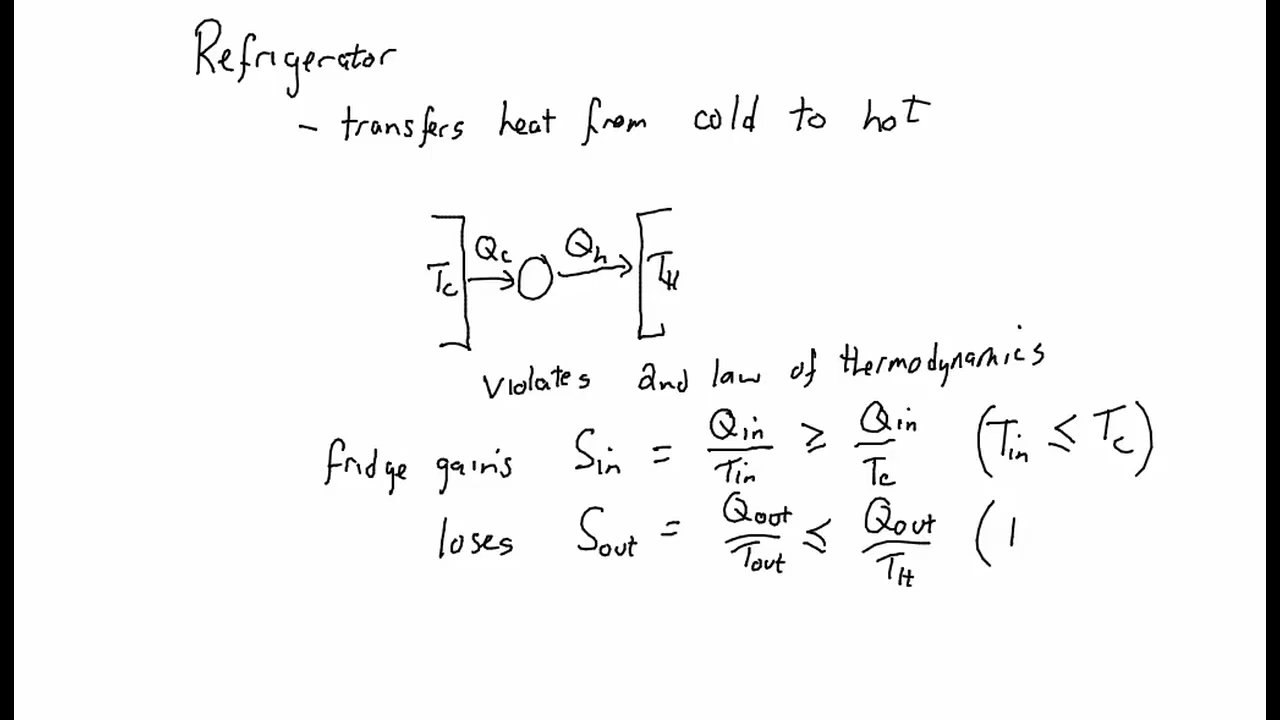 Refrigerator
- transfers heat from cold to hot
Qc Qh
Tc TH
violates 2nd law of thermodynamics
fridge gains Sin = Qin/Tin ≥ Qin/Tc (Tin ≤ Tc)
loses Sout = Qout/Tout ≤ Qout/TH (